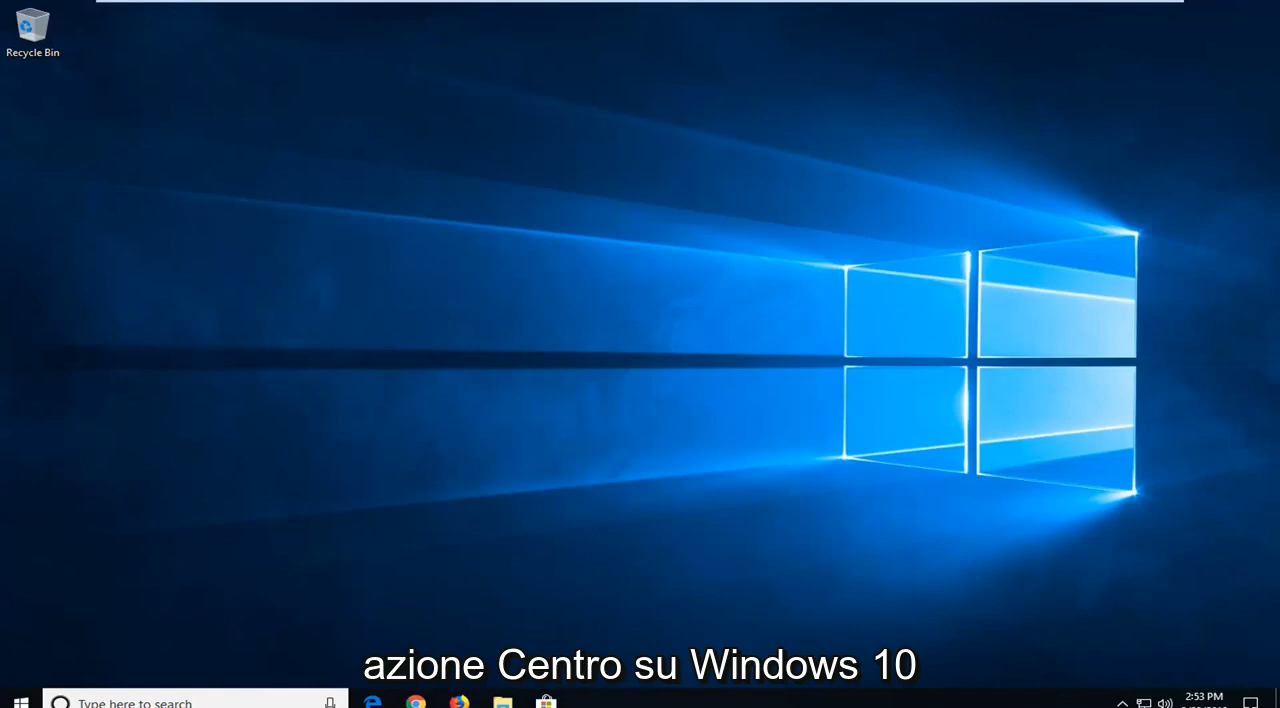 Recycle Bin
azione Centro su Windows 10
Type here to search
2:53 PM